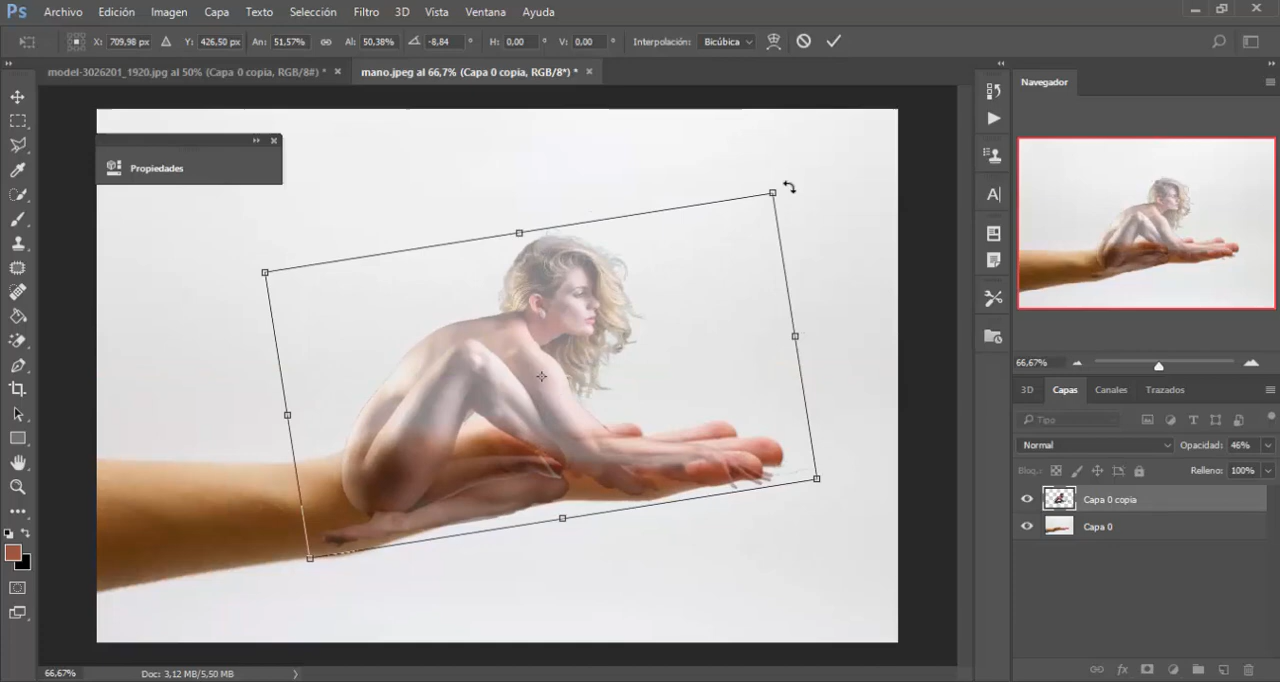 Ps Archivo Edición Imagen Capa Texto Selección Filtro 3D Vista Ventana Ayuda
X: 709,98 px Y: 426,50 px An: 51,57% Al: 50,38% -8,84 ° H: 0,00 ° V: 0,00 ° Interpolación: Bicúbica
model-3026201_1920.jpg al 50% (Capa 0 copia, RGB/8#) * × mano.jpeg al 66,7% (Capa 0 copia, RGB/8*) * ×
Navegador
Propiedades
66,67%
3D Capas Canales Trazados
Tipo
Normal Opacidad: 46%
Bloq.: Relleno: 100%
Capa 0 copia
Capa 0
66,67% Doc: 3,12 MB/5,50 MB